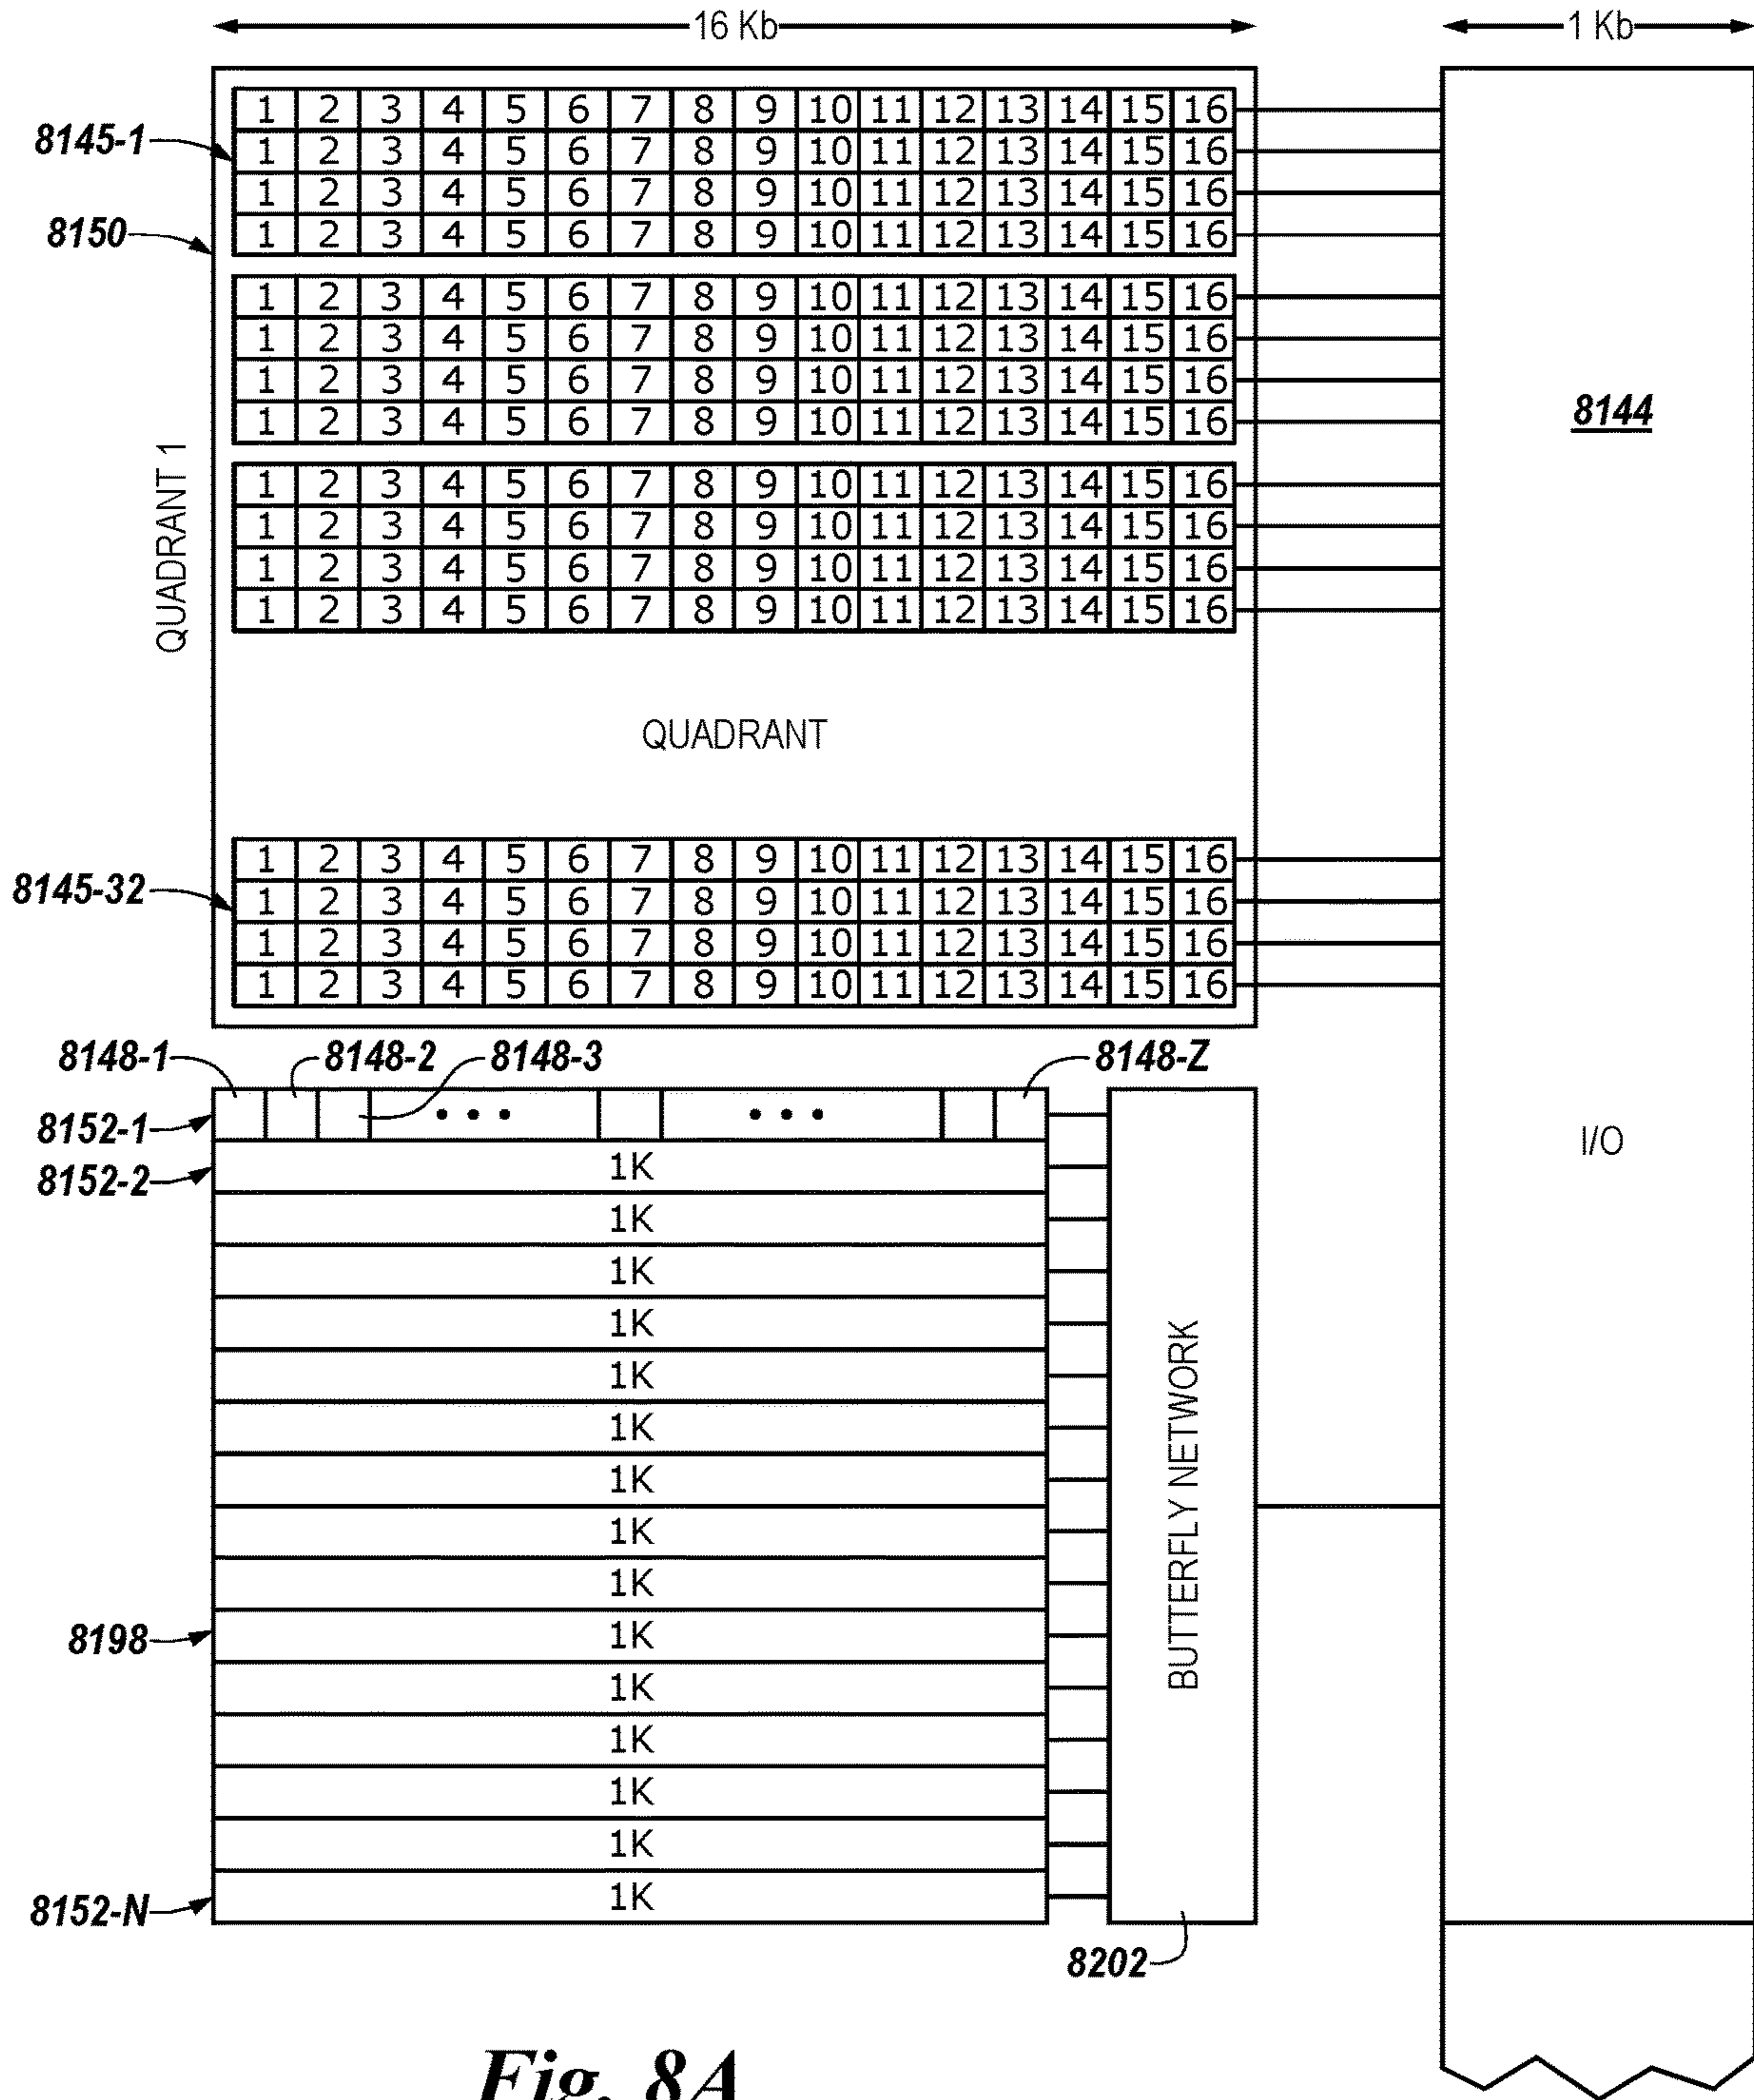 16 Kb
1 Kb
1 2 3 4 5 6 7 8 9 10 11 12 13 14 15 16
8145-1
1 2 3 4 5 6 7 8 9 10 11 12 13 14 15 16
1 2 3 4 5 6 7 8 9 10 11 12 13 14 15 16
8150
1 2 3 4 5 6 7 8 9 10 11 12 13 14 15 16
1 2 3 4 5 6 7 8 9 10 11 12 13 14 15 16
1 2 3 4 5 6 7 8 9 10 11 12 13 14 15 16
1 2 3 4 5 6 7 8 9 10 11 12 13 14 15 16
1 2 3 4 5 6 7 8 9 10 11 12 13 14 15 16
8144
QUADRANT 1
1 2 3 4 5 6 7 8 9 10 11 12 13 14 15 16
1 2 3 4 5 6 7 8 9 10 11 12 13 14 15 16
1 2 3 4 5 6 7 8 9 10 11 12 13 14 15 16
1 2 3 4 5 6 7 8 9 10 11 12 13 14 15 16
QUADRANT
1 2 3 4 5 6 7 8 9 10 11 12 13 14 15 16
8145-32
1 2 3 4 5 6 7 8 9 10 11 12 13 14 15 16
1 2 3 4 5 6 7 8 9 10 11 12 13 14 15 16
1 2 3 4 5 6 7 8 9 10 11 12 13 14 15 16
8148-1
8148-2
8148-3
8148-Z
8152-1
• • •
• • •
I/O
8152-2
1K
1K
1K
1K
1K
1K
1K
1K
1K
8198
1K
1K
1K
1K
1K
8152-N
1K
BUTTERFLY NETWORK
8202
Fig. 8A